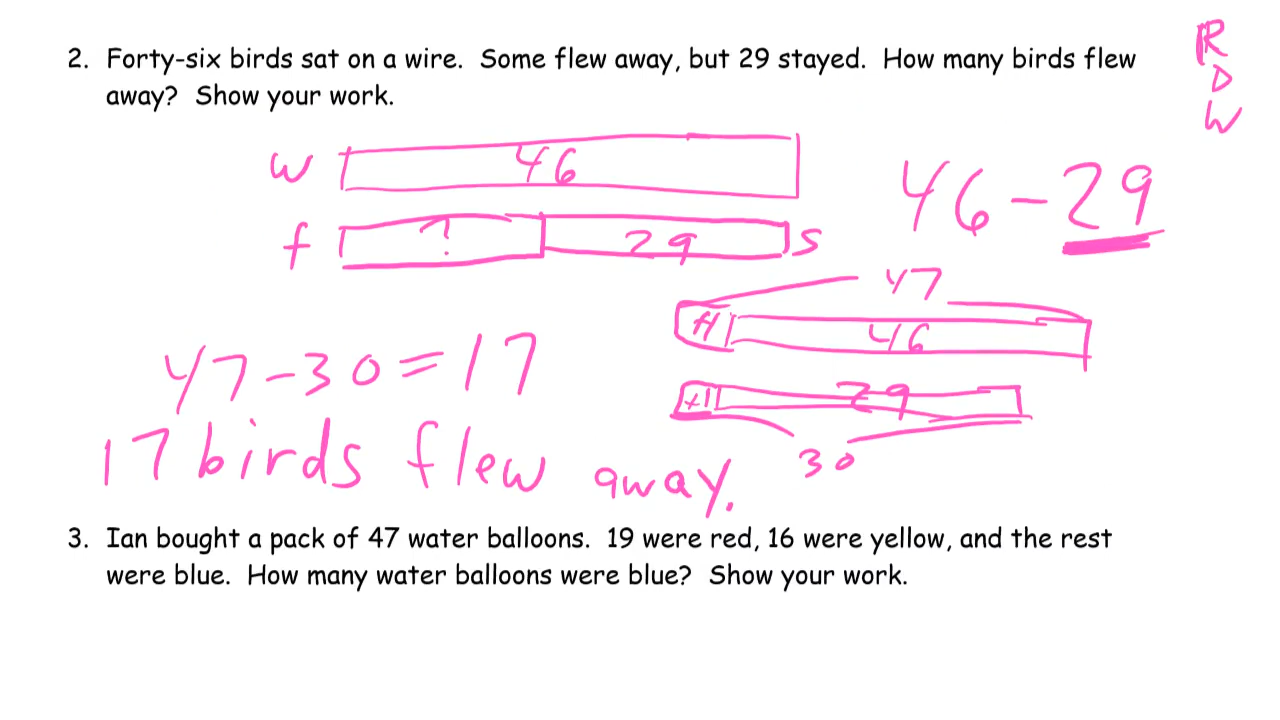 2. Forty-six birds sat on a wire. Some flew away, but 29 stayed. How many birds flew
away? Show your work.
R
D
W
W 46
f ? 29 S
46 - 29
47
+1 46
+1 29
30
47 - 30 = 17
17 birds flew away.
3. Ian bought a pack of 47 water balloons. 19 were red, 16 were yellow, and the rest
were blue. How many water balloons were blue? Show your work.